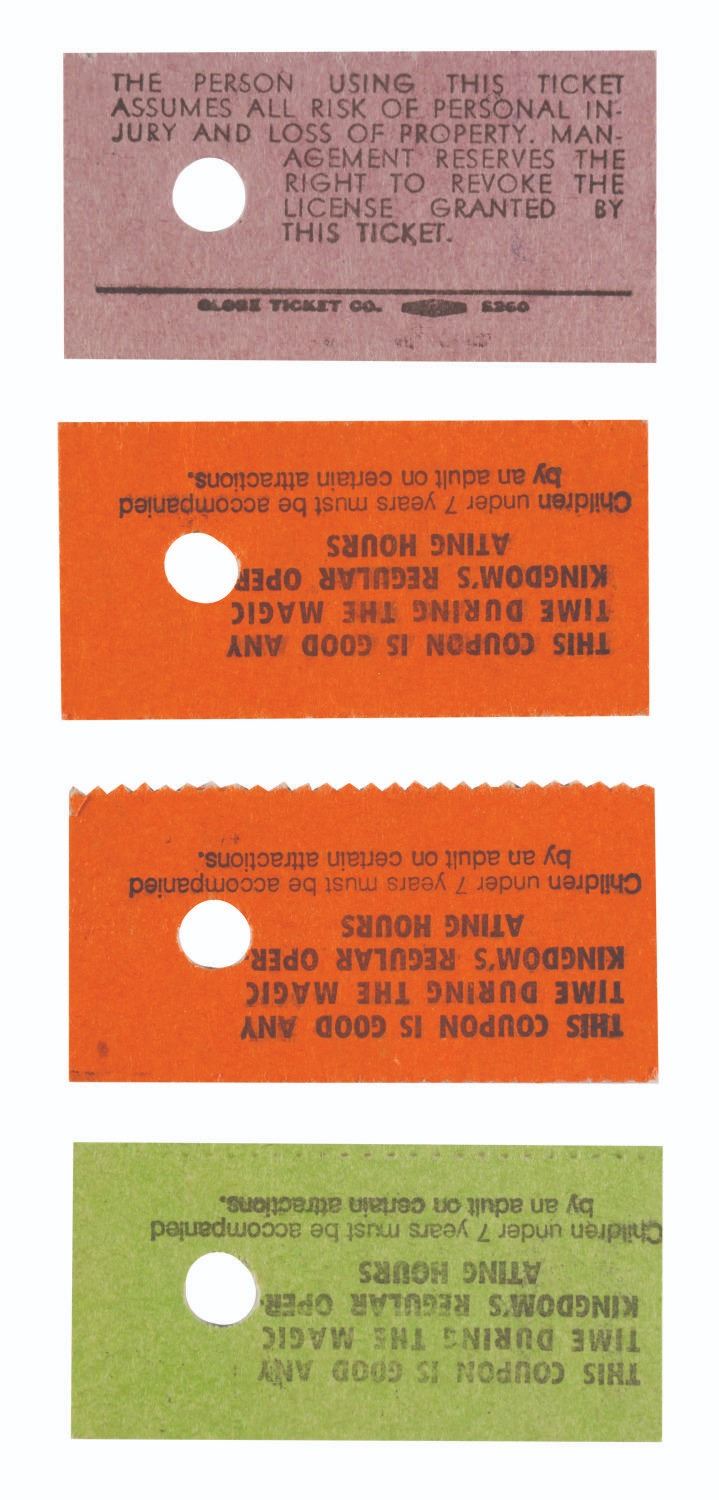 THE PERSON USING THIS TICKET
ASSUMES ALL RISK OF PERSONAL IN-
JURY AND LOSS OF PROPERTY. MAN-
AGEMENT RESERVES THE
RIGHT TO REVOKE THE
LICENSE GRANTED BY
THIS TICKET.
GLOBE TICKET CO.
THIS COUPON IS GOOD ANY
TIME DURING THE MAGIC
KINGDOM'S REGULAR OPER
ATING HOURS
Children under 7 years must be accompanied
by an adult on certain attractions.
THIS COUPON IS GOOD ANY
TIME DURING THE MAGIC
KINGDOM'S REGULAR OPER-
ATING HOURS
Children under 7 years must be accompanied
by an adult on certain attractions.
THIS COUPON IS GOOD ANY
TIME DURING THE MAGIC
KINGDOM'S REGULAR OPER-
ATING HOURS
Children under 7 years must be accompanied
by an adult on certain attractions.